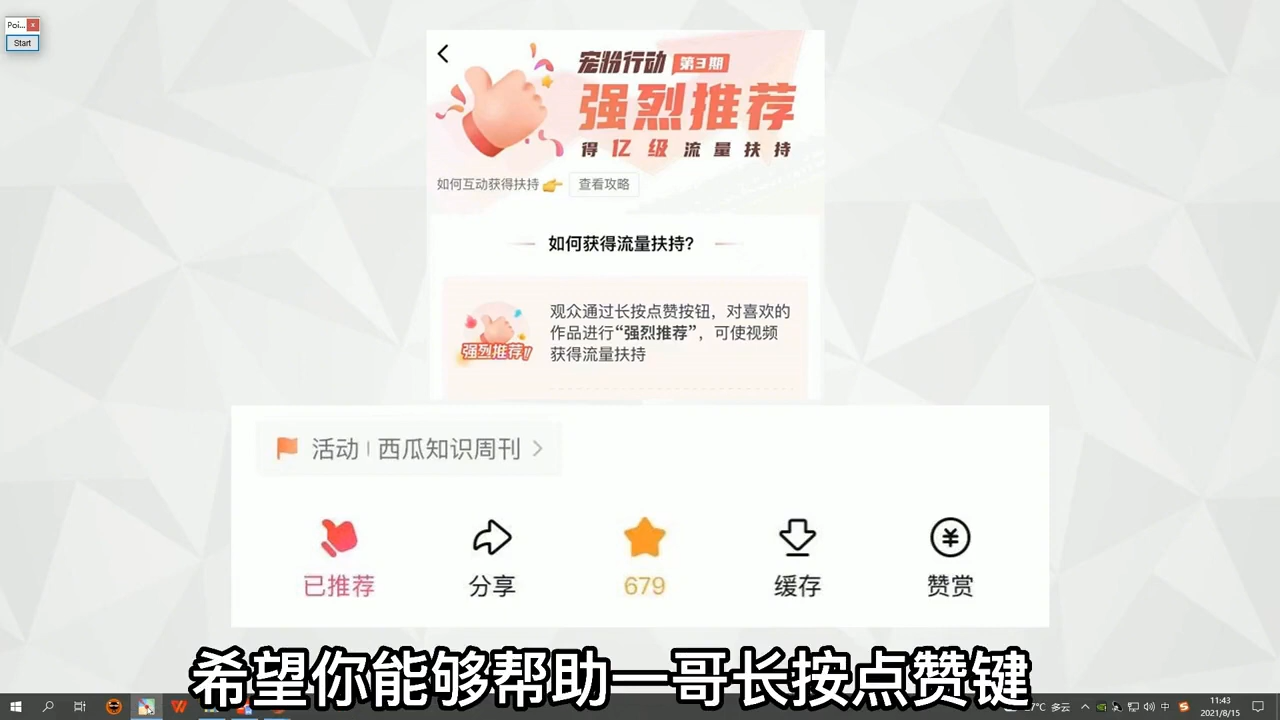 Poi...
Start
宠粉行动 第3期
强烈推荐
得亿级流量扶持
如何互动获得扶持 查看攻略
如何获得流量扶持?
观众通过长按点赞按钮，对喜欢的
作品进行“强烈推荐”，可使视频
获得流量扶持
强烈推荐!
活动 | 西瓜知识周刊
已推荐 分享 679 缓存 赞赏
希望你能够帮助一哥长按点赞键
℃ 多云 中 11:43
2021/8/15